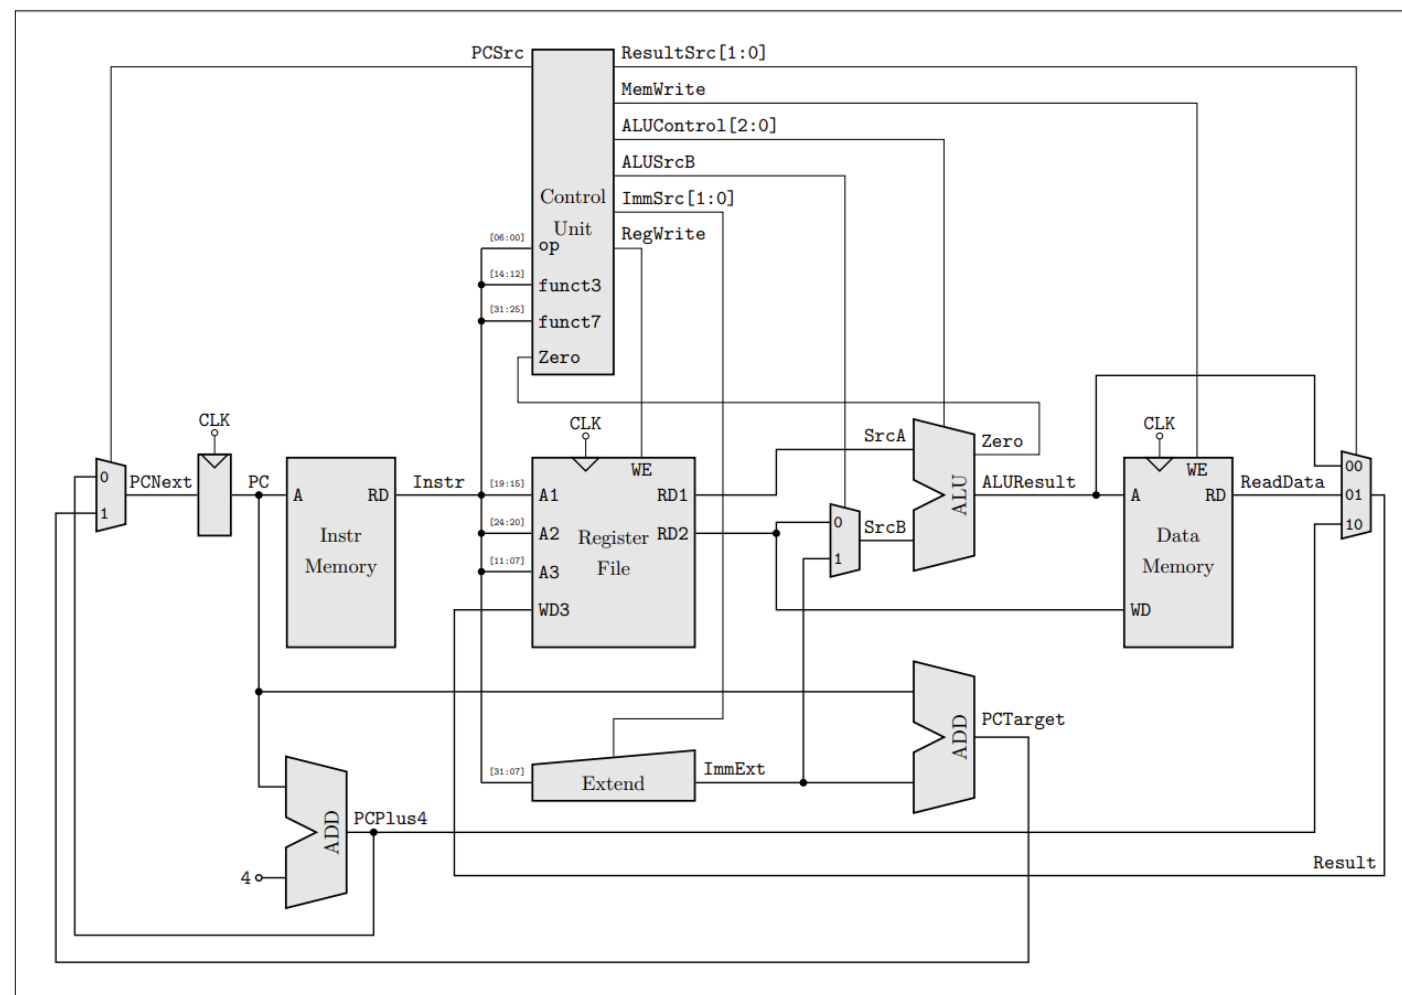 PCSrc
ResultSrc[1:0]
MemWrite
ALUControl[2:0]
ALUSrcB
ImmSrc[1:0]
RegWrite
Control
Unit
[06:00]
op
[14:12]
funct3
[31:25]
funct7
Zero
CLK
0
1
PCNext
PC
A
RD
Instr
Memory
Instr
CLK
WE
[19:15]
A1
[24:20]
A2
[11:07]
A3
WD3
RD1
RD2
Register
File
SrcA
0
1
SrcB
ALU
Zero
ALUResult
CLK
WE
A
RD
Data
Memory
WD
ReadData
00
01
10
[31:07]
Extend
ImmExt
ADD
PCTarget
ADD
PCPlus4
4
Result